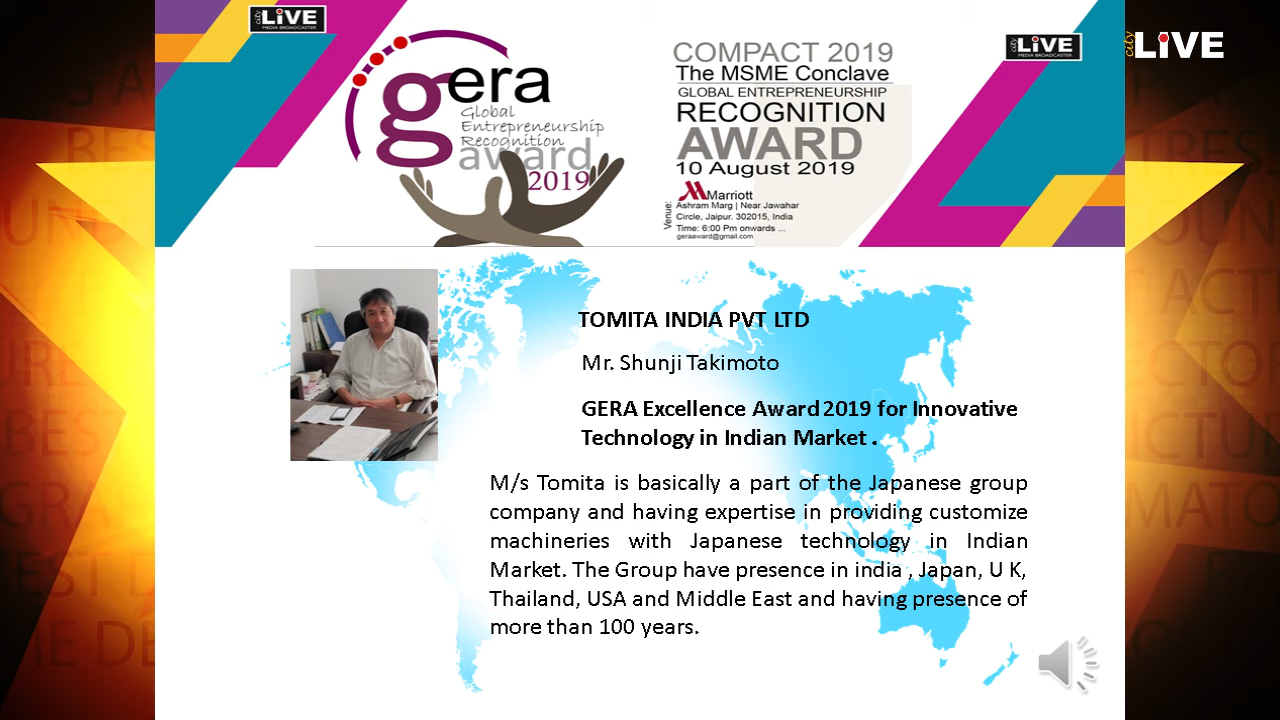 city LiVE
MEDIA BROADCASTER
gera
Global
Entrepreneurship
Recognition
award
2019
COMPACT 2019
The MSME Conclave
GLOBAL ENTREPRENEURSHIP
RECOGNITION
AWARD
10 August 2019
Marriott
Venue:
Ashram Marg | Near Jawahar
Circle, Jaipur. 302015, India
Time: 6:00 Pm onwards ...
geraaward@gmail.com
city LiVE
MEDIA BROADCASTER
city LiVE
TOMITA INDIA PVT LTD
Mr. Shunji Takimoto
GERA Excellence Award 2019 for Innovative
Technology in Indian Market .
M/s Tomita is basically a part of the Japanese group
company and having expertise in providing customize
machineries with Japanese technology in Indian
Market. The Group have presence in india , Japan, U K,
Thailand, USA and Middle East and having presence of
more than 100 years.